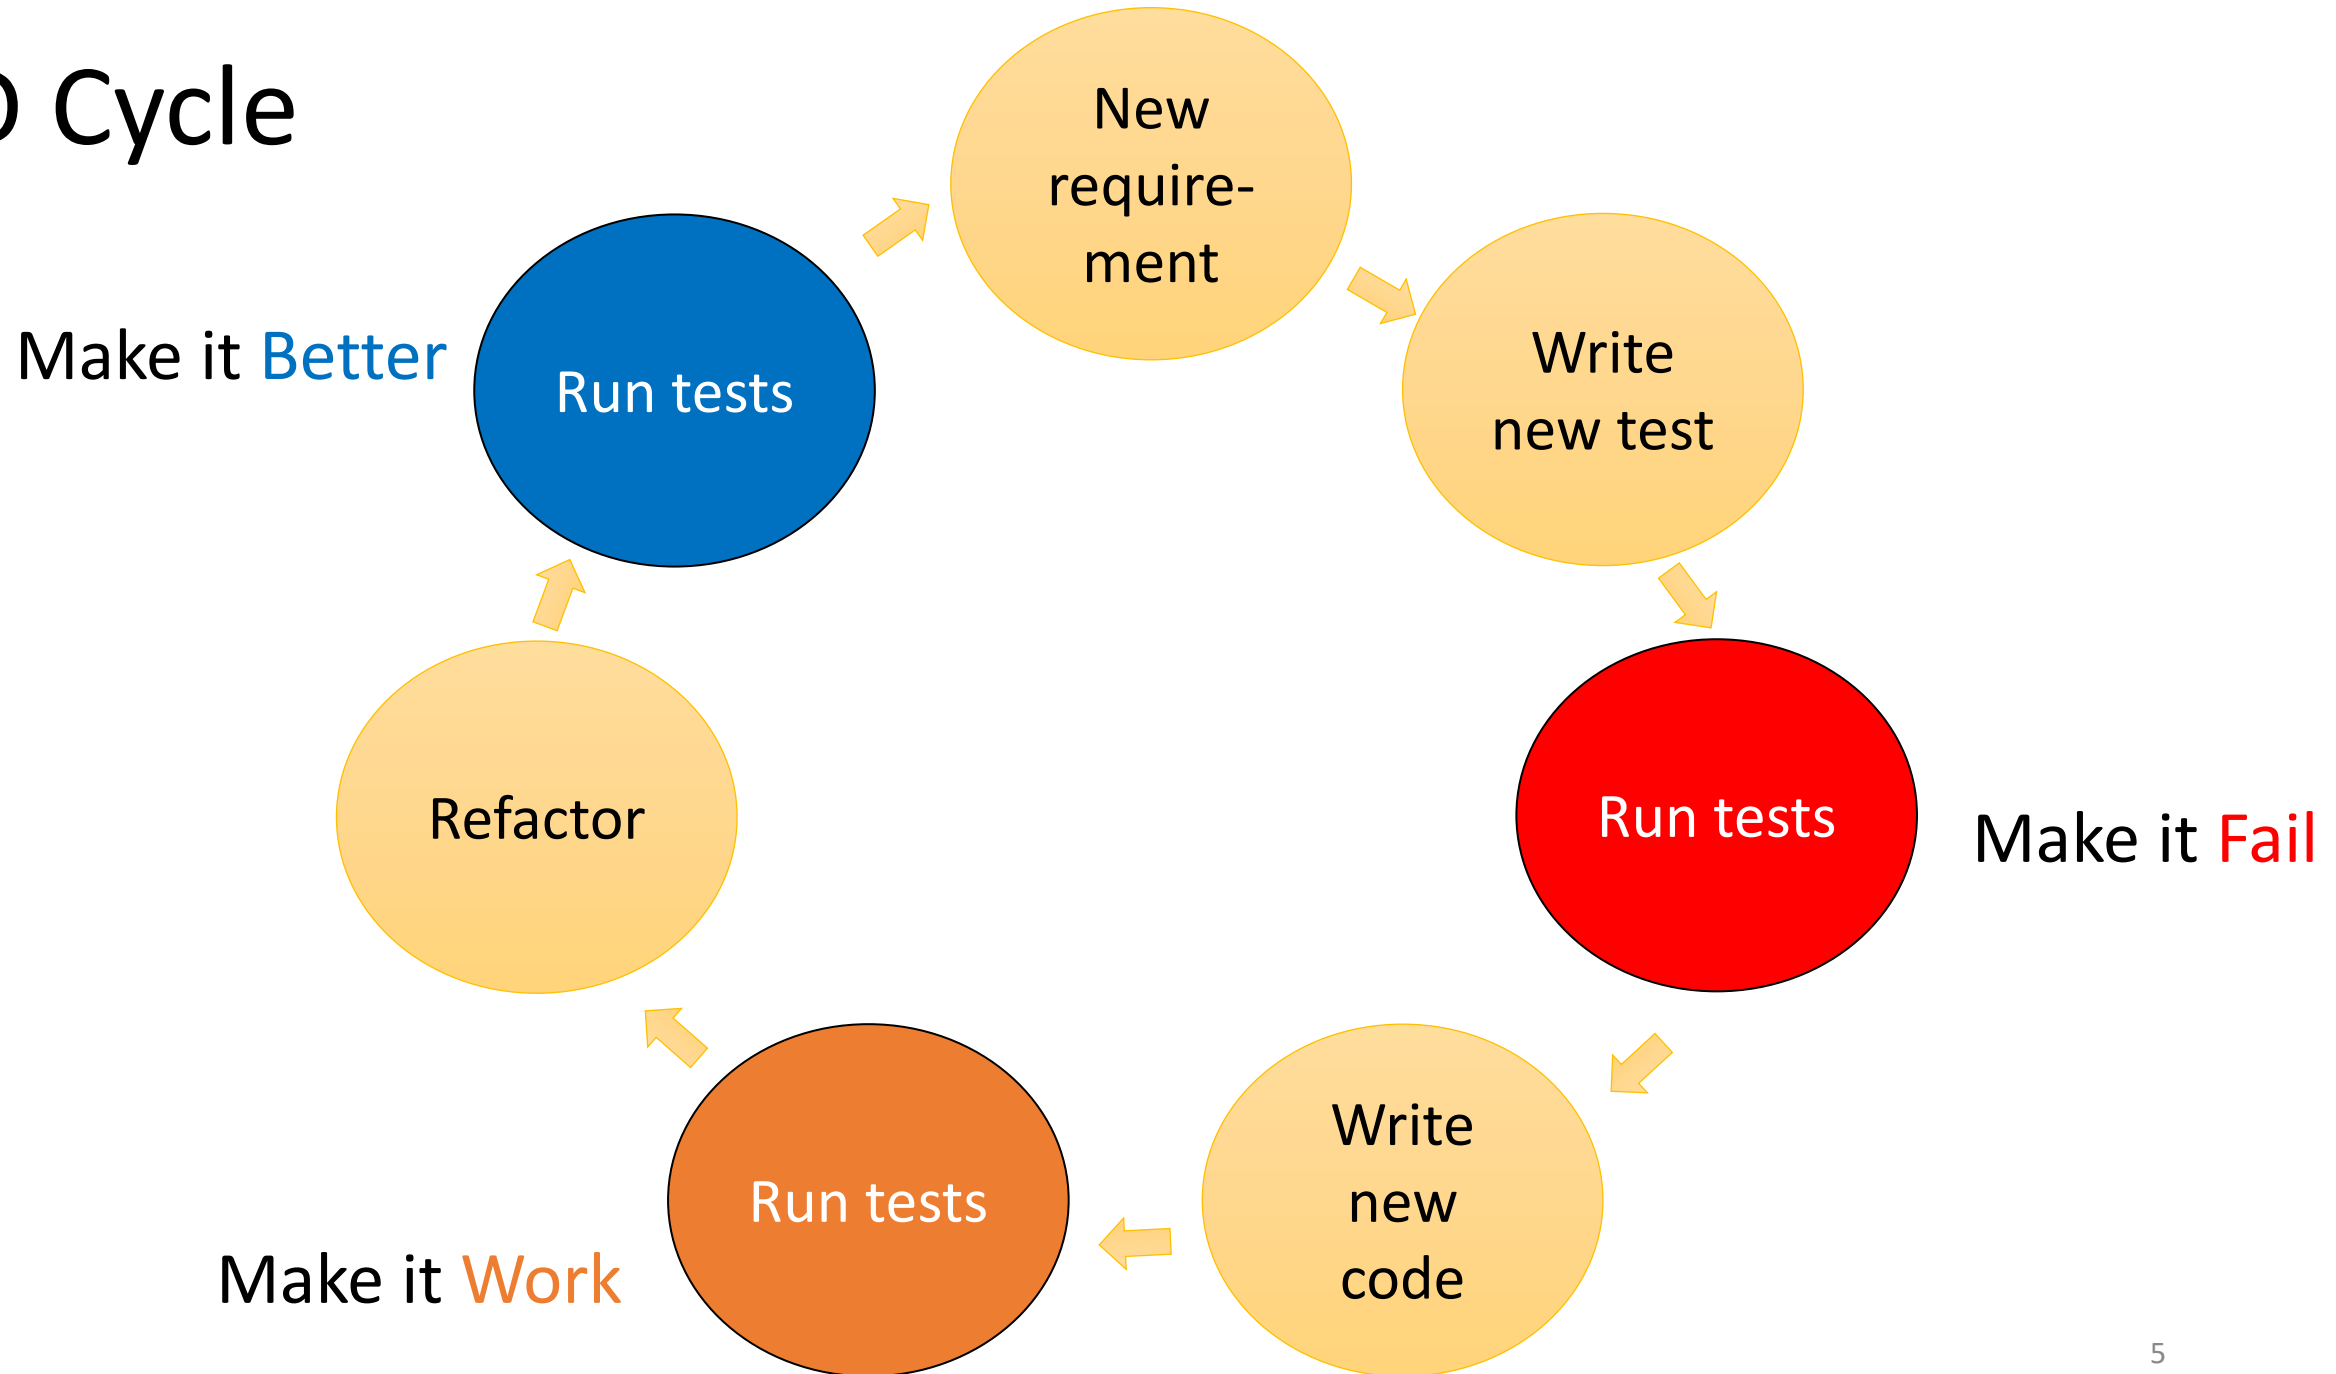 D Cycle
New
require-
ment
Write
new test
Run tests
Make it Fail
Write
new
code
Run tests
Make it Work
Refactor
Run tests
Make it Better
5